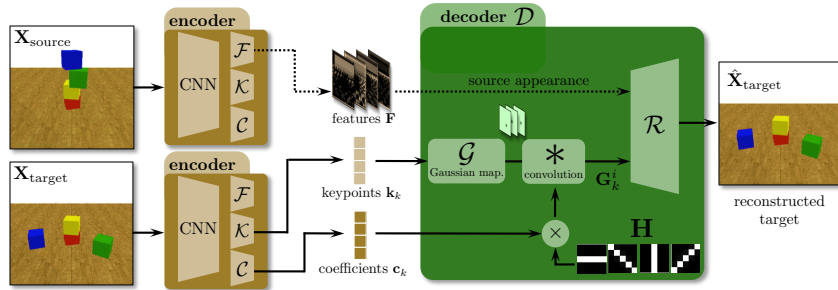 X_source
encoder
CNN
𝓕
𝓚
𝓒
features F
decoder 𝓓
source appearance
𝓡
X̂_target
reconstructed
target
X_target
encoder
CNN
𝓕
𝓚
𝓒
keypoints k_k
coefficients c_k
𝓖
Gaussian map.
*
convolution
G_k^i
×
H